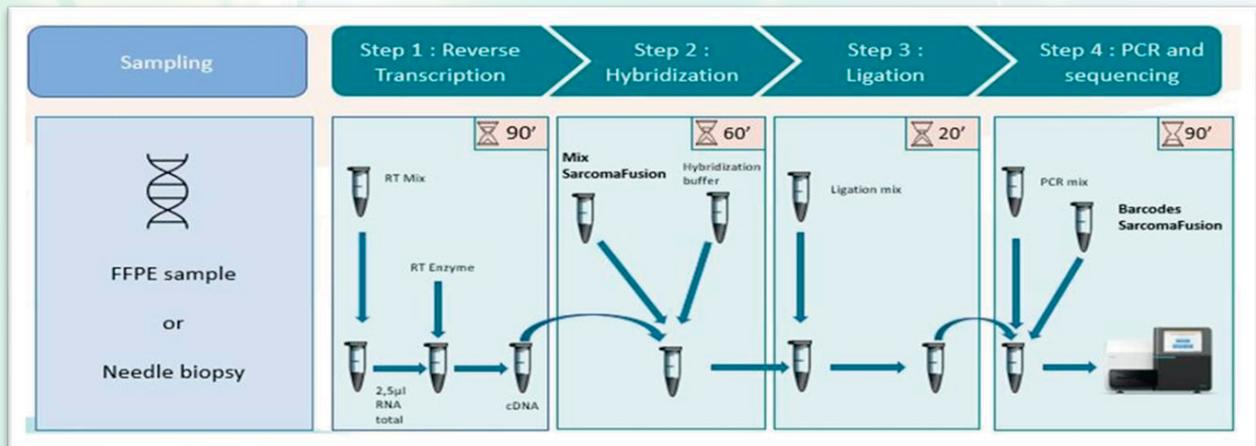 Sampling
Step 1 : Reverse
Transcription
Step 2 :
Hybridization
Step 3 :
Ligation
Step 4 : PCR and
sequencing
FFPE sample
or
Needle biopsy
90’
RT Mix
RT Enzyme
2,5µl
RNA
total
cDNA
60’
Mix
SarcomaFusion
Hybridization
buffer
20’
Ligation mix
90’
PCR mix
Barcodes
SarcomaFusion